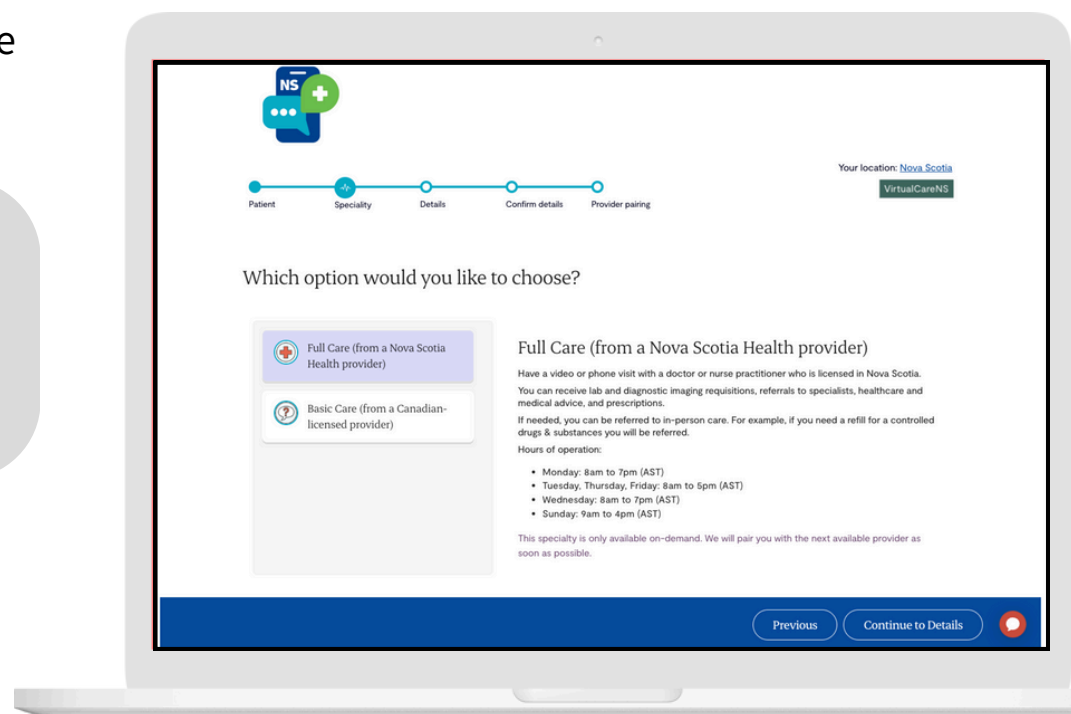 e
NS
Your location: Nova Scotia
VirtualCareNS
Patient
Speciality
Details
Confirm details
Provider pairing
Which option would you like to choose?
Full Care (from a Nova Scotia
Health provider)
Basic Care (from a Canadian-
licensed provider)
Full Care (from a Nova Scotia Health provider)
Have a video or phone visit with a doctor or nurse practitioner who is licensed in Nova Scotia.
You can receive lab and diagnostic imaging requisitions, referrals to specialists, healthcare and
medical advice, and prescriptions.
If needed, you can be referred to in-person care. For example, if you need a refill for a controlled
drugs & substances you will be referred.
Hours of operation:
• Monday: 8am to 7pm (AST)
• Tuesday, Thursday, Friday: 8am to 5pm (AST)
• Wednesday: 8am to 7pm (AST)
• Sunday: 9am to 4pm (AST)
This specialty is only available on-demand. We will pair you with the next available provider as
soon as possible.
Previous
Continue to Details